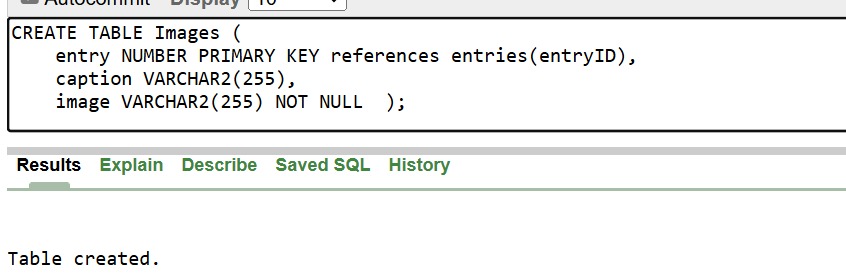 Autocommit Display 10
CREATE TABLE Images (
    entry NUMBER PRIMARY KEY references entries(entryID),
    caption VARCHAR2(255),
    image VARCHAR2(255) NOT NULL  );
Results Explain Describe Saved SQL History
Table created.